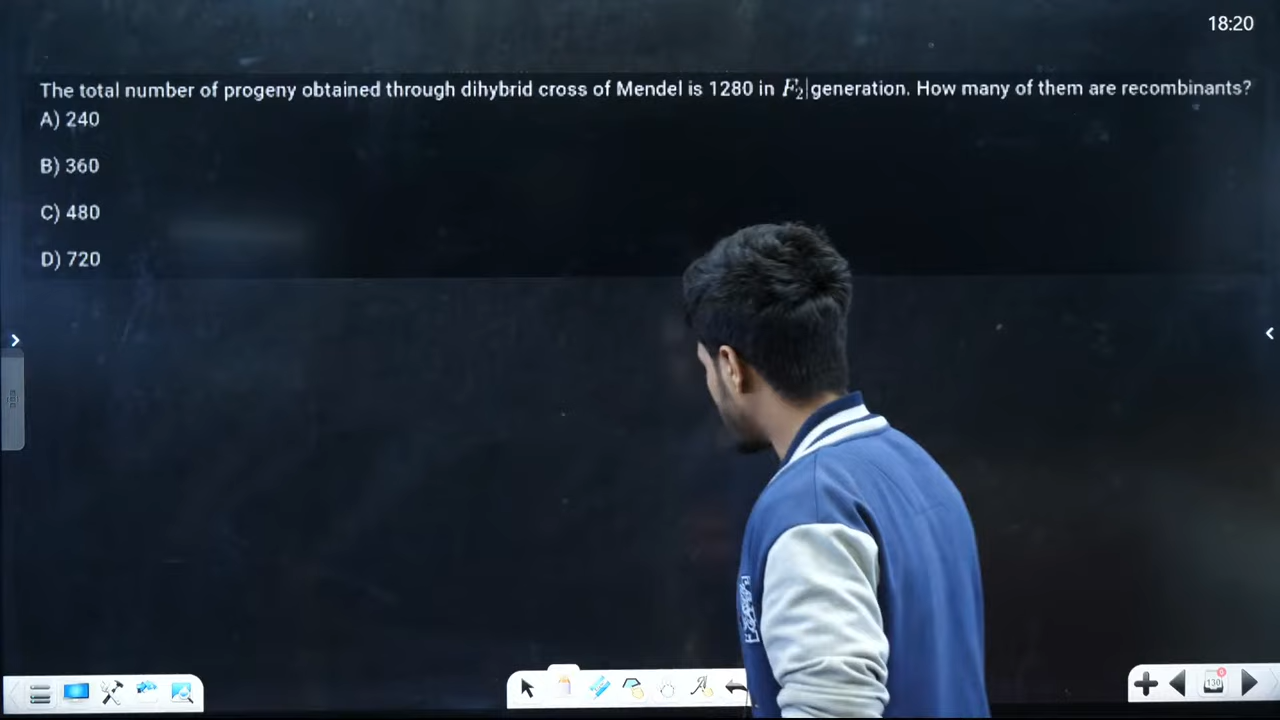 18:20
The total number of progeny obtained through dihybrid cross of Mendel is 1280 in F₂|generation. How many of them are recombinants?
A) 240
B) 360
C) 480
D) 720
130